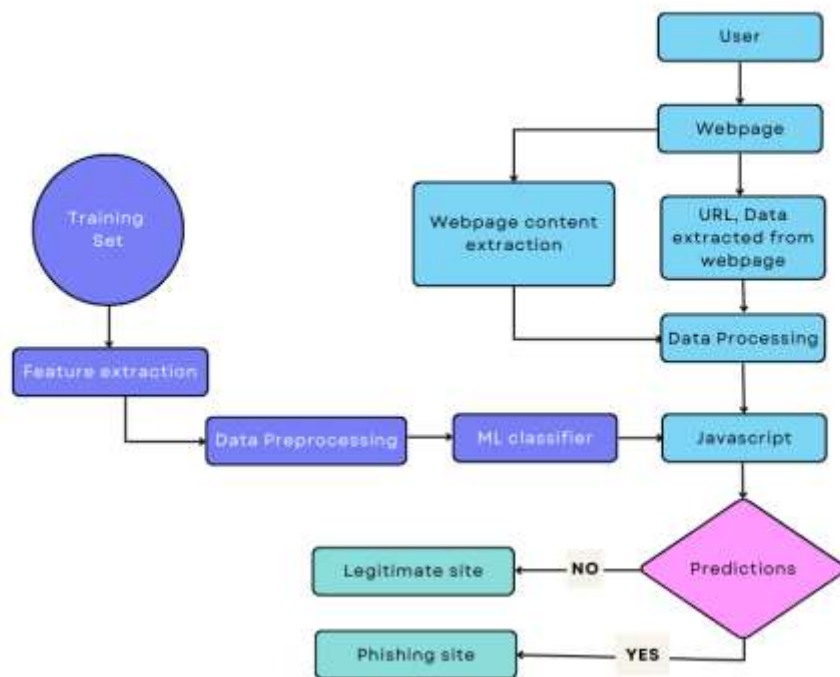 User
Webpage
Training
Set
Webpage content
extraction
URL, Data
extracted from
webpage
Data Processing
Feature extraction
Data Preprocessing
ML classifier
Javascript
Predictions
NO
Legitimate site
YES
Phishing site